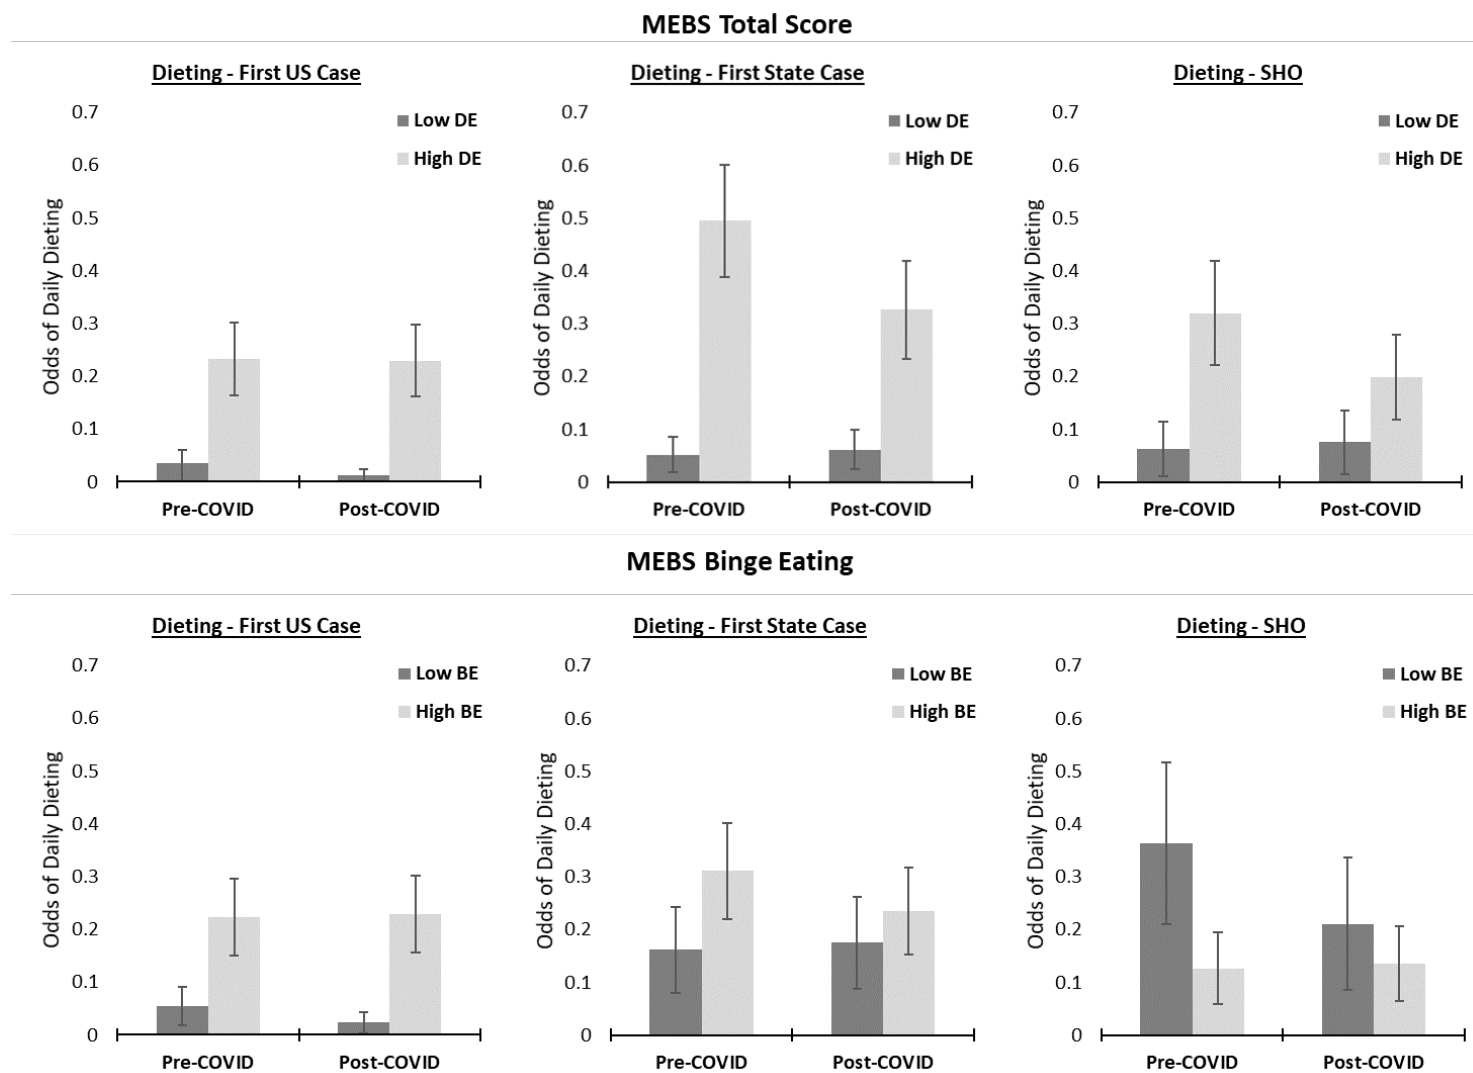 MEBS Total Score
Dieting - First US Case
0.7
0.6
0.5
0.4
0.3
0.2
0.1
0
Odds of Daily Dieting
Low DE
High DE
Pre-COVID
Post-COVID
Dieting - First State Case
0.7
0.6
0.5
0.4
0.3
0.2
0.1
0
Odds of Daily Dieting
Low DE
High DE
Pre-COVID
Post-COVID
Dieting - SHO
0.7
0.6
0.5
0.4
0.3
0.2
0.1
0
Odds of Daily Dieting
Low DE
High DE
Pre-COVID
Post-COVID
MEBS Binge Eating
Dieting - First US Case
0.7
0.6
0.5
0.4
0.3
0.2
0.1
0
Odds of Daily Dieting
Low BE
High BE
Pre-COVID
Post-COVID
Dieting - First State Case
0.7
0.6
0.5
0.4
0.3
0.2
0.1
0
Odds of Daily Dieting
Low BE
High BE
Pre-COVID
Post-COVID
Dieting - SHO
0.7
0.6
0.5
0.4
0.3
0.2
0.1
0
Odds of Daily Dieting
Low BE
High BE
Pre-COVID
Post-COVID